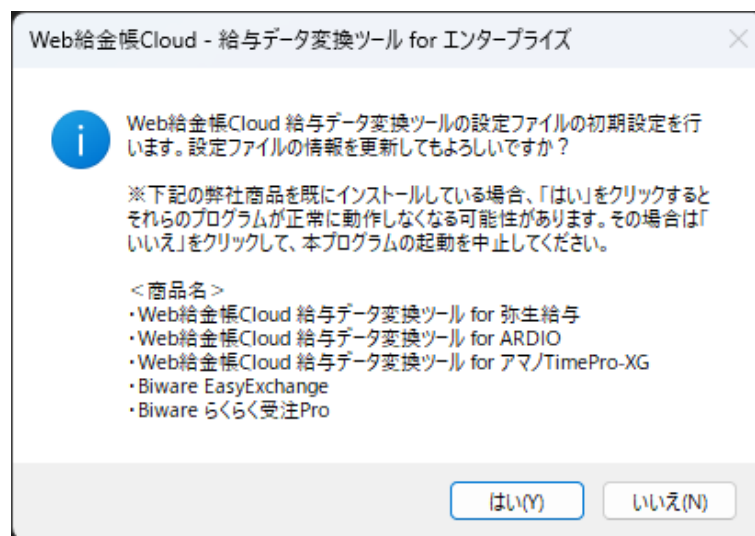 Web給金帳Cloud - 給与データ変換ツール for エンタープライズ
Web給金帳Cloud 給与データ変換ツールの設定ファイルの初期設定を行
います。設定ファイルの情報を更新してもよろしいですか？
※下記の弊社商品を既にインストールしている場合、「はい」をクリックすると
それらのプログラムが正常に動作しなくなる可能性があります。その場合は「
いいえ」をクリックして、本プログラムの起動を中止してください。
＜商品名＞
・Web給金帳Cloud 給与データ変換ツール for 弥生給与
・Web給金帳Cloud 給与データ変換ツール for ARDIO
・Web給金帳Cloud 給与データ変換ツール for アマノTimePro-XG
・Biware EasyExchange
・Biware らくらく受注Pro
はい(Y) いいえ(N)